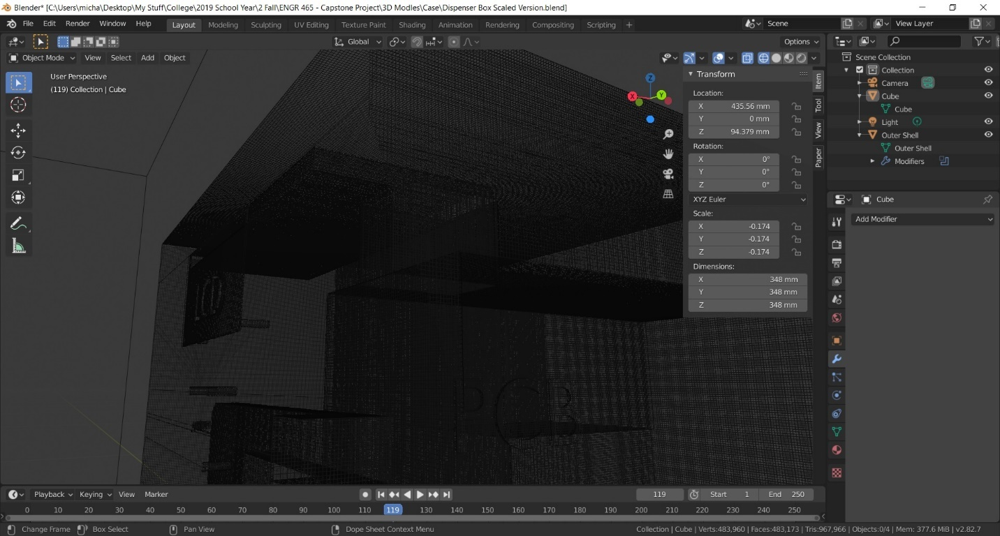 Blender* [C:\Users\micha\Desktop\My Stuff\College\2019 School Year\2 Fall\ENGR 465 - Capstone Project\3D Modles\Case\Dispenser Box Scaled Version.blend]
File Edit Render Window Help Layout Modeling Sculpting UV Editing Texture Paint Shading Animation Rendering Compositing Scripting + Scene View Layer
Global Options
Object Mode View Select Add Object
User Perspective
(119) Collection | Cube
Z
X Y
Transform
Location:
X 435.56 mm
Y 0 mm
Z 94.379 mm
Rotation:
X 0°
Y 0°
Z 0°
XYZ Euler
Scale:
X -0.174
Y -0.174
Z -0.174
Dimensions:
X 348 mm
Y 348 mm
Z 348 mm
Item
Tool
View
Paper
Scene Collection
Collection
Camera
Cube
Cube
Light
Outer Shell
Outer Shell
Modifiers
Cube
Add Modifier
PCB
Playback Keying View Marker 119 Start 1 End 250
0 10 20 30 40 50 60 70 80 90 100 110 119 130 140 150 160 170 180 190 200 210 220 230 240 250
Change Frame Box Select Pan View Dope Sheet Context Menu Collection | Cube | Verts:483,960 | Faces:483,173 | Tris:967,966 | Objects:0/4 | Mem: 377.6 MiB | v2.82.7